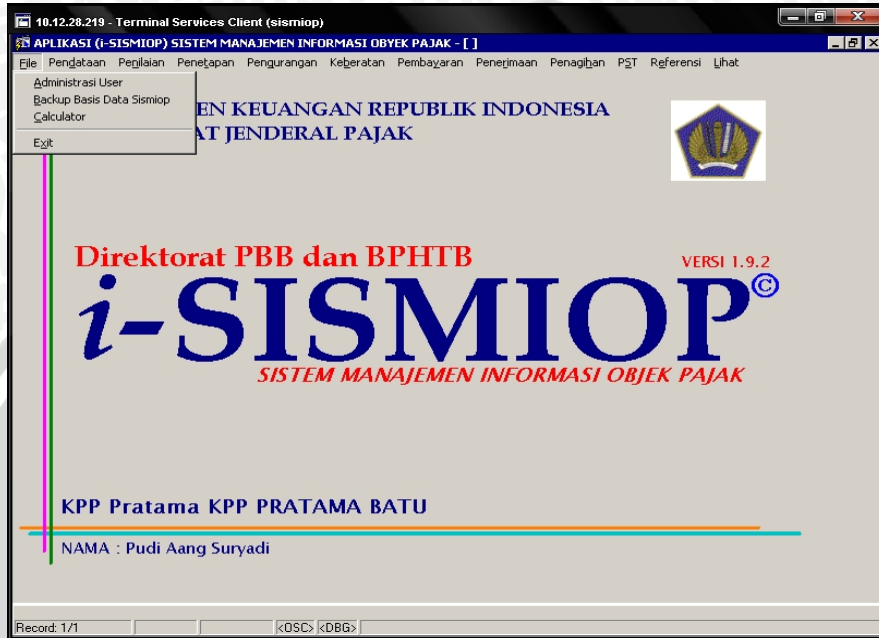 10.12.28.219 - Terminal Services Client (sismiop)
APLIKASI (i-SISMIOP) SISTEM MANAJEMEN INFORMASI OBYEK PAJAK - [ ]
File Pendataan Penilaian Penetapan Pengurangan Keberatan Pembayaran Penerimaan Penagihan PST Referensi Lihat
Administrasi User
Backup Basis Data Sismiop
Calculator
Exit
EN KEUANGAN REPUBLIK INDONESIA
AT JENDERAL PAJAK
Direktorat PBB dan BPHTB
VERSI 1.9.2
i-SISMIOP©
SISTEM MANAJEMEN INFORMASI OBJEK PAJAK
KPP Pratama KPP PRATAMA BATU
NAMA : Pudi Aang Suryadi
Record: 1/1 <OSC> <DBG>